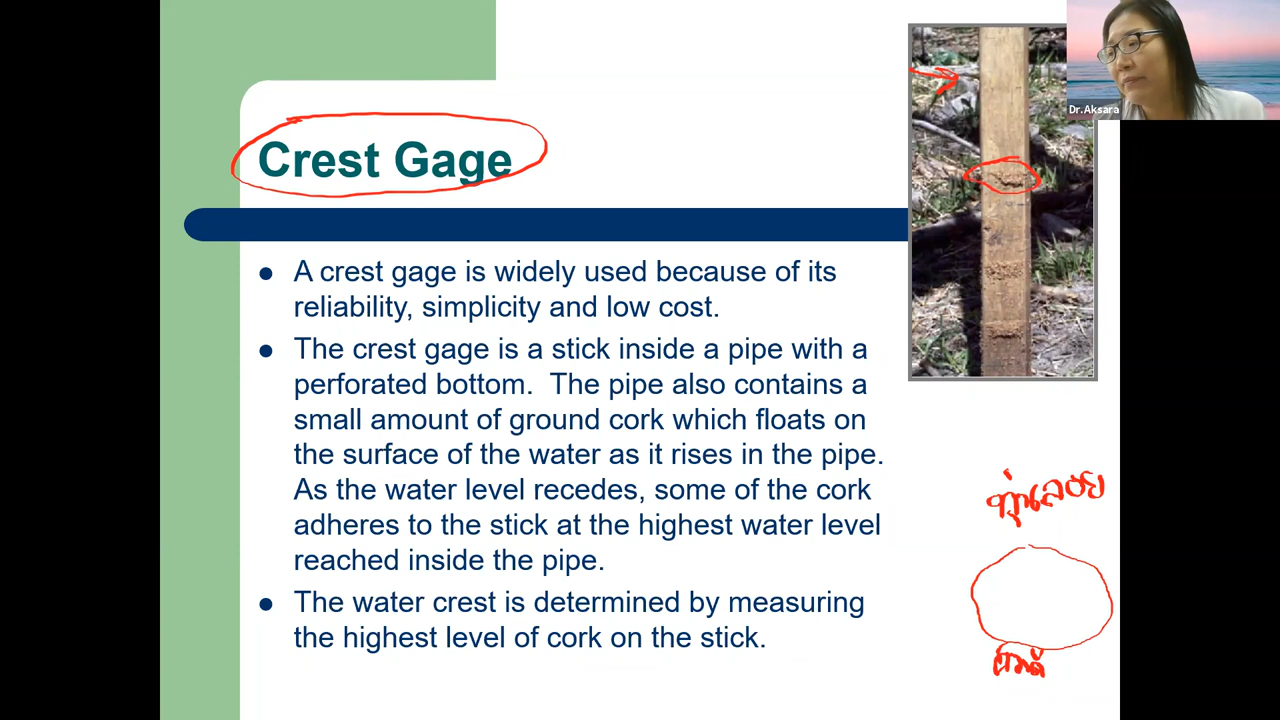 Crest Gage
Dr.Aksara
A crest gage is widely used because of its
reliability, simplicity and low cost.
The crest gage is a stick inside a pipe with a
perforated bottom. The pipe also contains a
small amount of ground cork which floats on
the surface of the water as it rises in the pipe.
As the water level recedes, some of the cork
adheres to the stick at the highest water level
reached inside the pipe.
The water crest is determined by measuring
the highest level of cork on the stick.